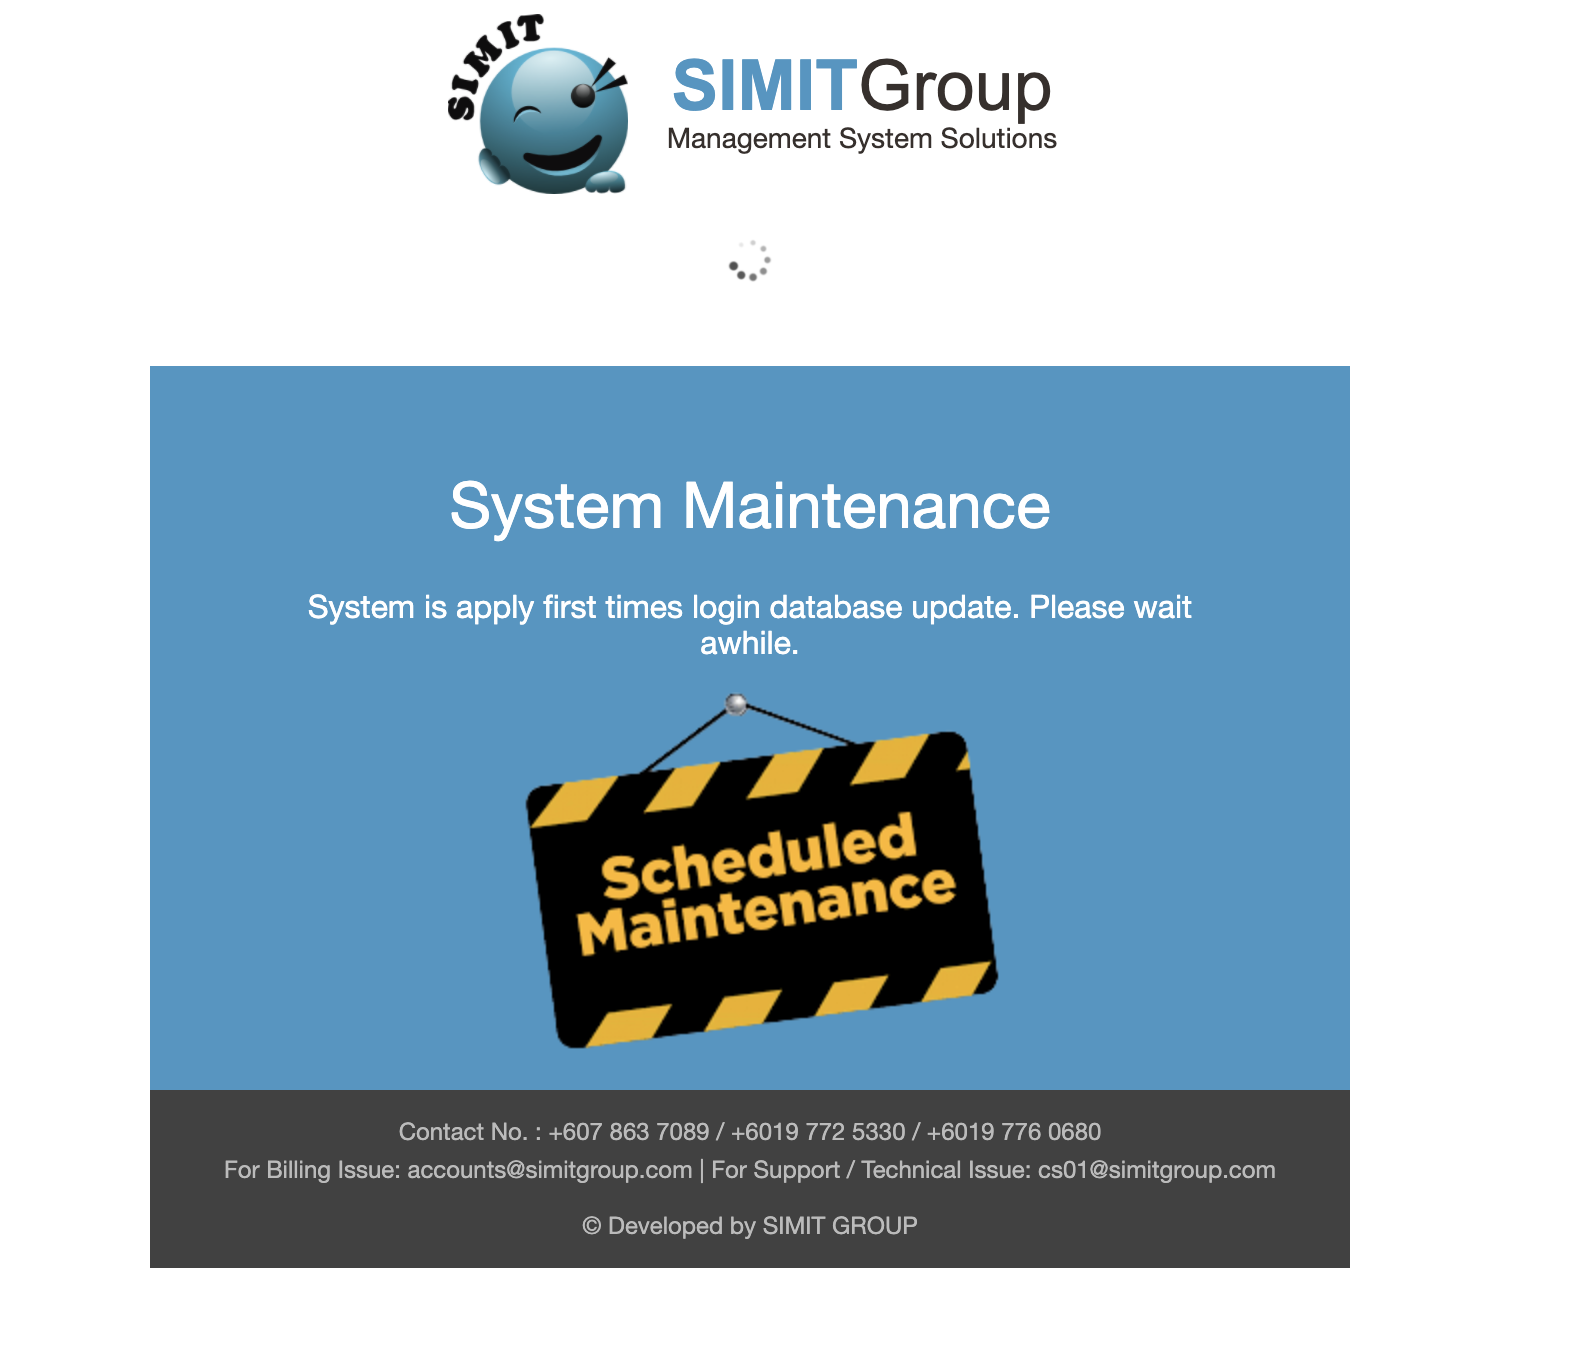 SIMIT
SIMITGroup
Management System Solutions
System Maintenance
System is apply first times login database update. Please wait
awhile.
Scheduled
Maintenance
Contact No. : +607 863 7089 / +6019 772 5330 / +6019 776 0680
For Billing Issue: accounts@simitgroup.com | For Support / Technical Issue: cs01@simitgroup.com
© Developed by SIMIT GROUP